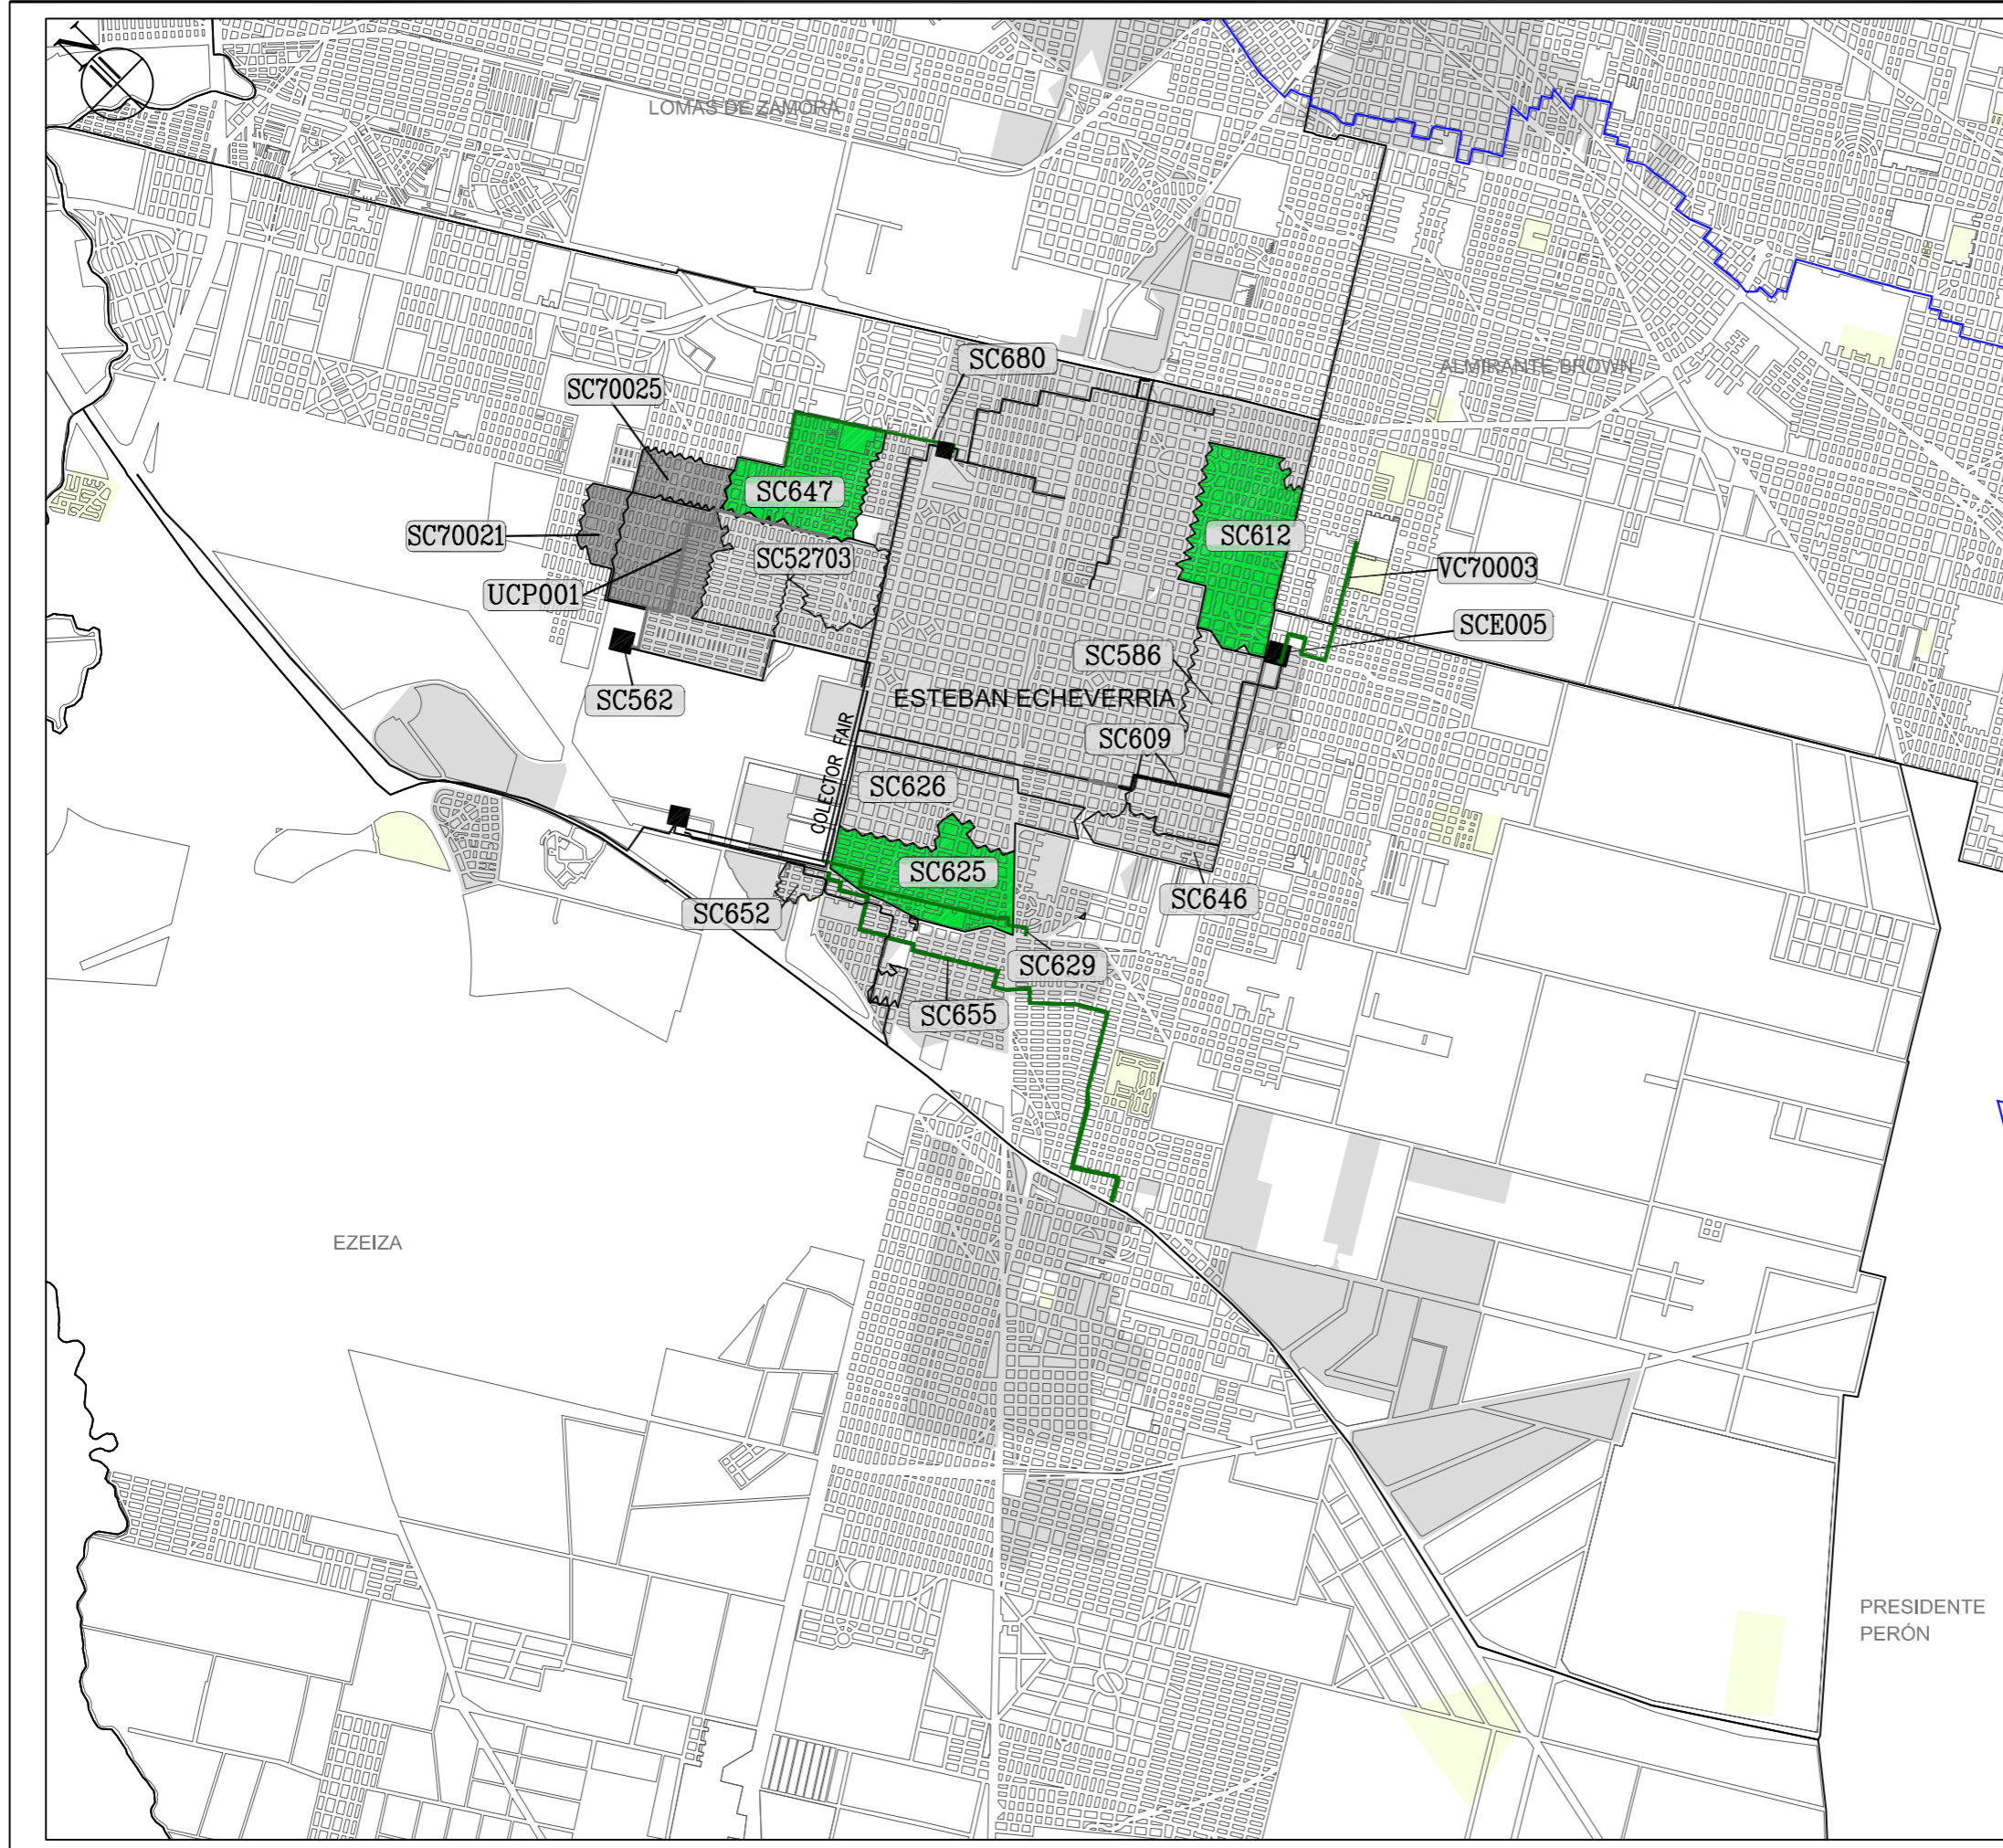 N
LOMAS DE ZAMORA
SC680
ALMIRANTE BROWN
SC70025
SC647
SC70021
SC612
SC52703
VC70003
UCP001
SCE005
SC586
SC562
ESTEBAN ECHEVERRIA
COLECTOR FAIR
SC609
SC626
SC625
SC646
SC652
SC629
SC655
EZEIZA
PRESIDENTE
PERÓN